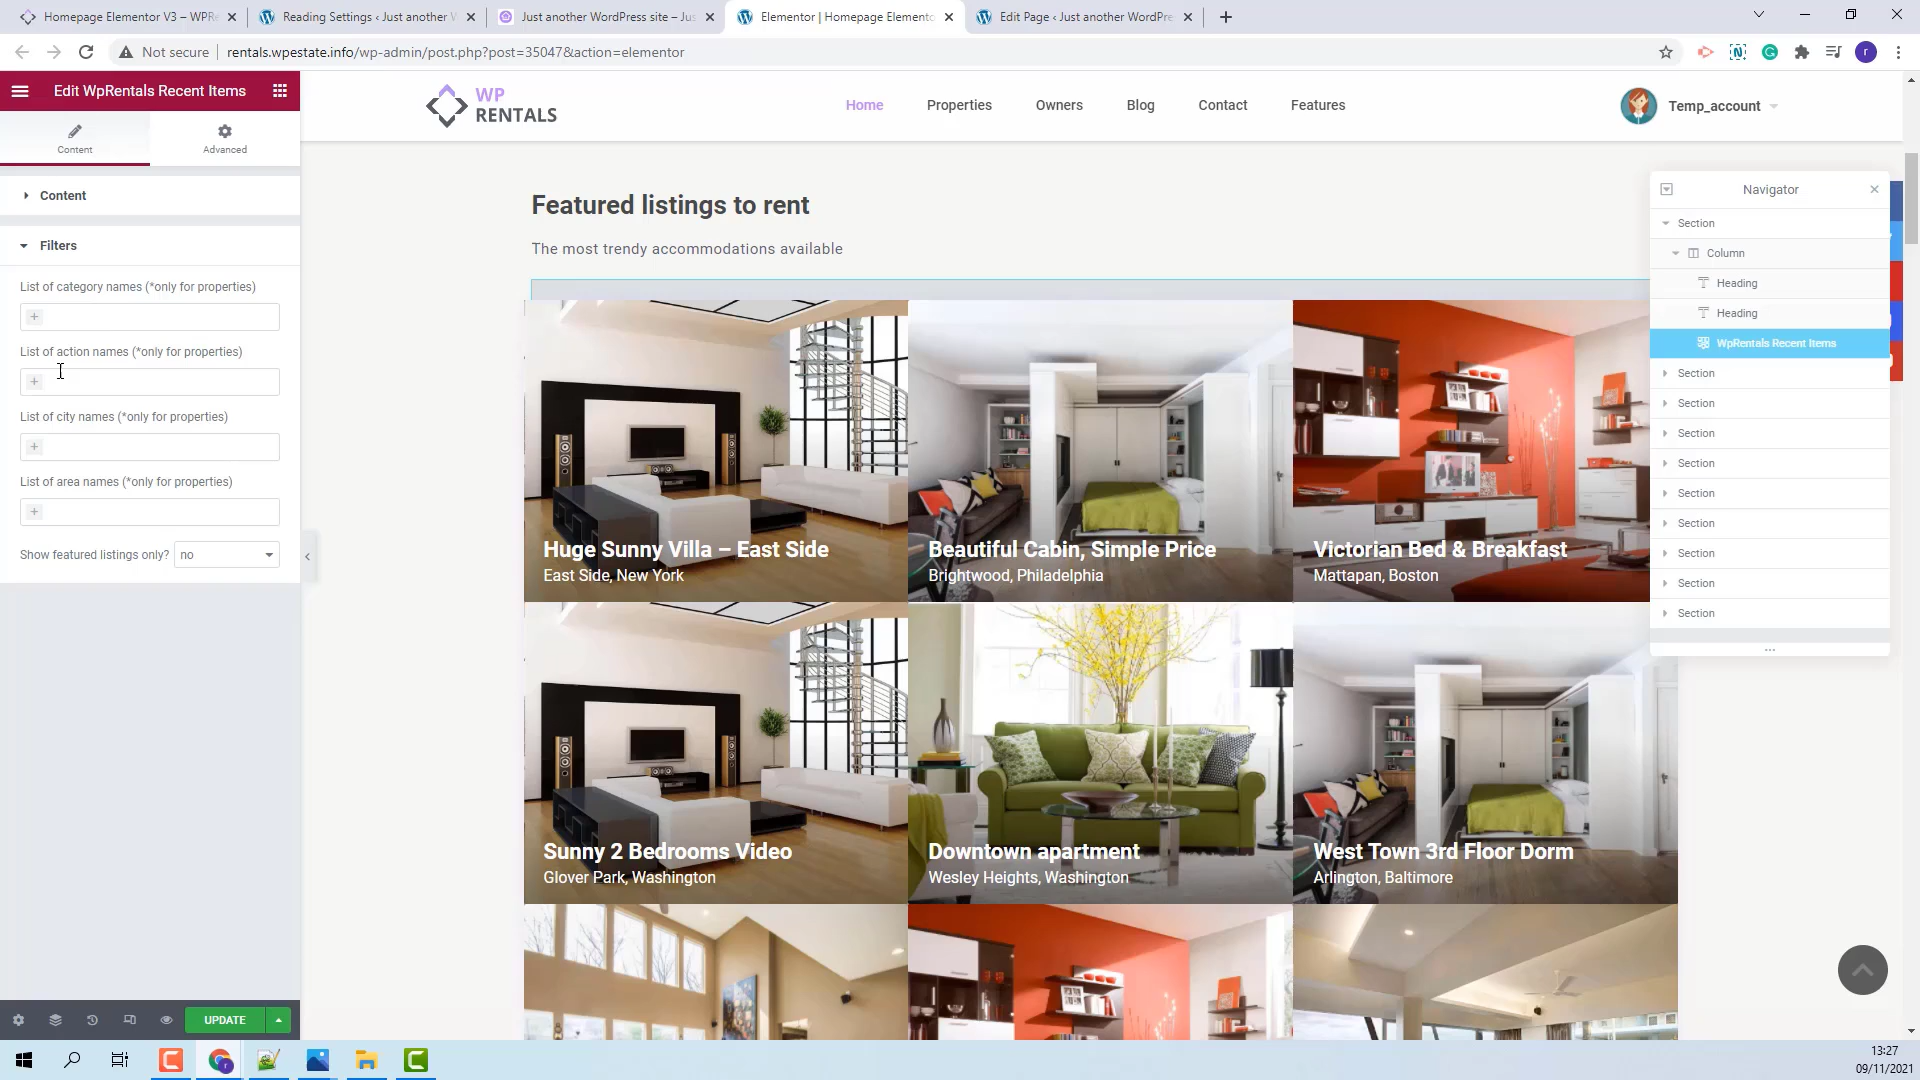 Homepage Elementor V3 – WPRe
Reading Settings ‹ Just another W
Just another WordPress site – Jus
Elementor | Homepage Elemento
Edit Page ‹ Just another WordPre
Not secure
rentals.wpestate.info/wp-admin/post.php?post=35047&action=elementor
r
Edit WpRentals Recent Items
WP
RENTALS
Home
Properties
Owners
Blog
Contact
Features
Temp_account
Content
Advanced
Content
Filters
List of category names (*only for properties)
List of action names (*only for properties)
List of city names (*only for properties)
List of area names (*only for properties)
Show featured listings only?
no
UPDATE
Featured listings to rent
The most trendy accommodations available
Huge Sunny Villa – East Side
East Side, New York
Beautiful Cabin, Simple Price
Brightwood, Philadelphia
Victorian Bed & Breakfast
Mattapan, Boston
Sunny 2 Bedrooms Video
Glover Park, Washington
Downtown apartment
Wesley Heights, Washington
West Town 3rd Floor Dorm
Arlington, Baltimore
Navigator
Section
Column
Heading
Heading
WpRentals Recent Items
Section
Section
Section
Section
Section
Section
Section
Section
Section
13:27
09/11/2021